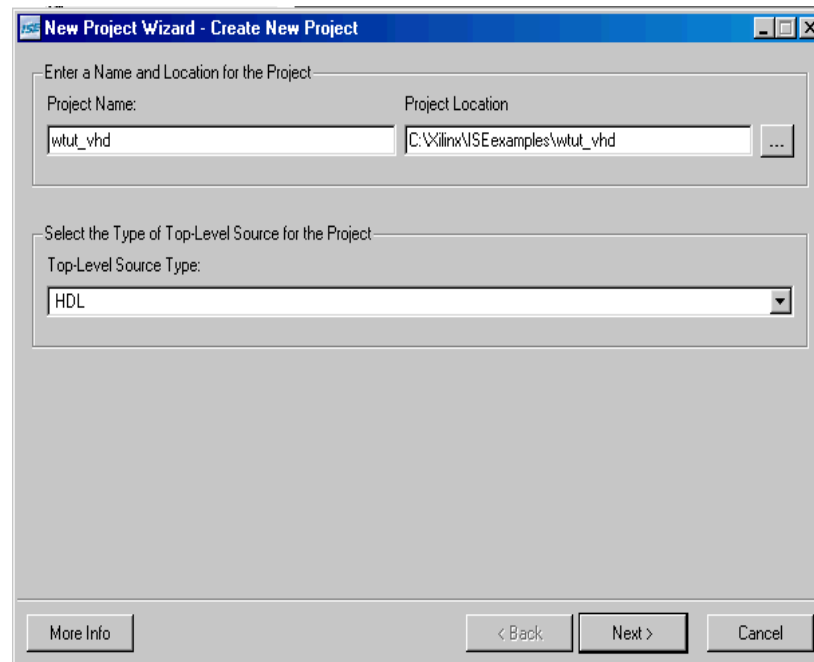 ISE New Project Wizard - Create New Project
Enter a Name and Location for the Project
Project Name: Project Location
wtut_vhd C:\Xilinx\ISEexamples\wtut_vhd ...
Select the Type of Top-Level Source for the Project
Top-Level Source Type:
HDL
More Info < Back Next > Cancel